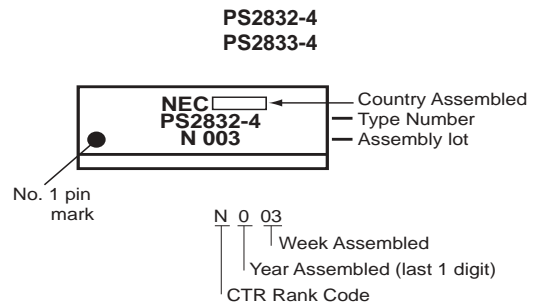 PS2832-4
PS2833-4
NEC
Country Assembled
PS2832-4
Type Number
N 003
Assembly lot
No. 1 pin
mark
N 0 03
Week Assembled
Year Assembled (last 1 digit)
CTR Rank Code